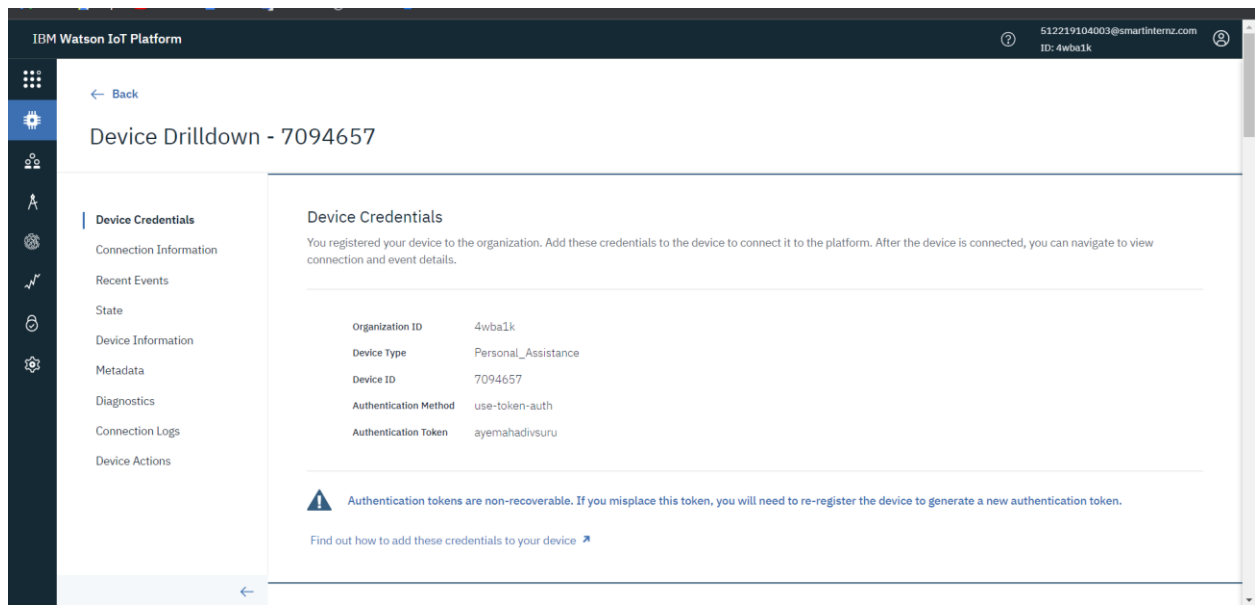 IBM Watson IoT Platform
512219104003@smartinternz.com
ID: 4wba1k
← Back
Device Drilldown - 7094657
Device Credentials
Connection Information
Recent Events
State
Device Information
Metadata
Diagnostics
Connection Logs
Device Actions
Device Credentials
You registered your device to the organization. Add these credentials to the device to connect it to the platform. After the device is connected, you can navigate to view
connection and event details.
Organization ID 4wba1k
Device Type Personal_Assistance
Device ID 7094657
Authentication Method use-token-auth
Authentication Token ayemahadivsuru
Authentication tokens are non-recoverable. If you misplace this token, you will need to re-register the device to generate a new authentication token.
Find out how to add these credentials to your device